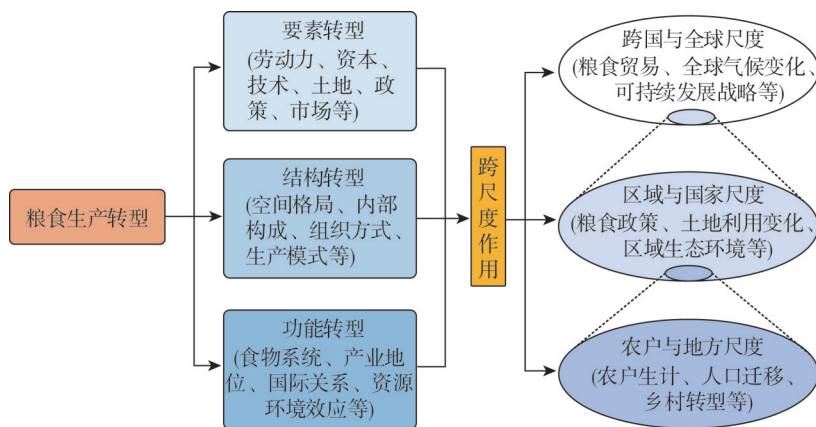 粮食生产转型
要素转型
(劳动力、资本、
技术、土地、政
策、市场等)
结构转型
(空间格局、内部
构成、组织方式、
生产模式等)
功能转型
(食物系统、产业地
位、国际关系、资源
环境效应等)
跨尺度作用
跨国与全球尺度
(粮食贸易、全球气候变化、
可持续发展战略等)
区域与国家尺度
(粮食政策、土地利用变化、
区域生态环境等)
农户与地方尺度
(农户生计、人口迁移、
乡村转型等)